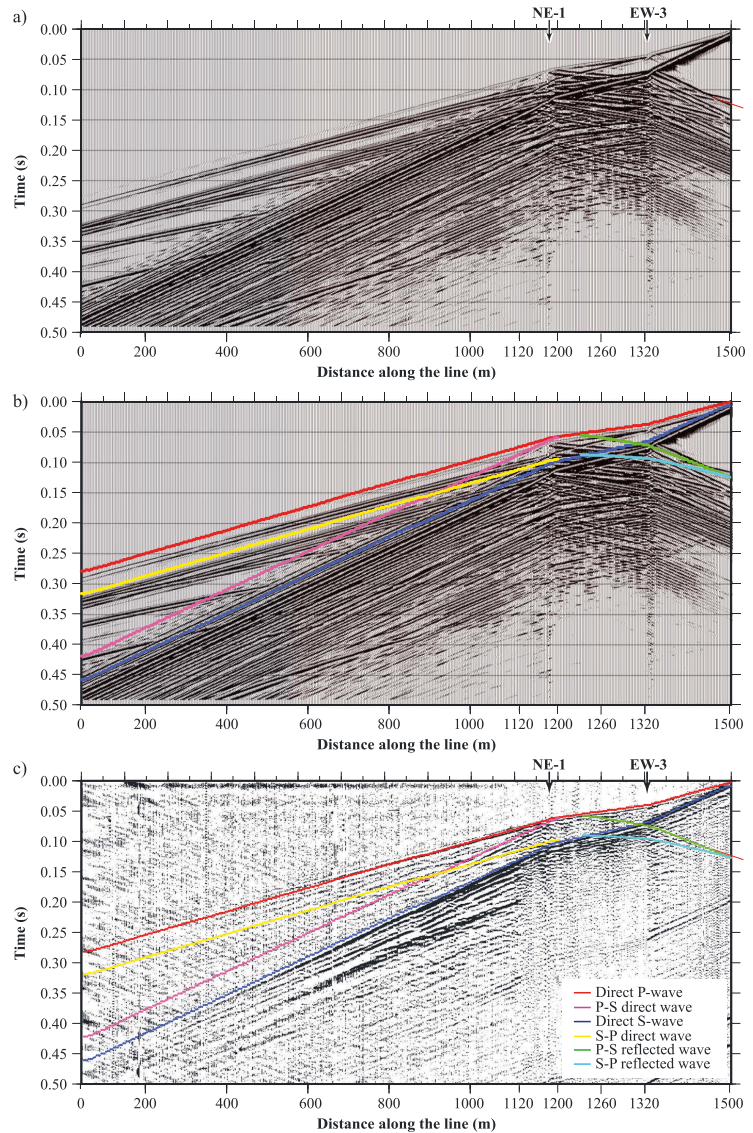 a)
NE-1 EW-3
0.00
0.05
0.10
0.15
0.20
0.25
0.30
0.35
0.40
0.45
0.50
Time (s)
0 200 400 600 800 1000 1120 1200 1260 1320 1500
Distance along the line (m)
b)
0.00
0.05
0.10
0.15
0.20
0.25
0.30
0.35
0.40
0.45
0.50
Time (s)
0 200 400 600 800 1000 1120 1200 1260 1320 1500
Distance along the line (m)
c)
NE-1 EW-3
0.00
0.05
0.10
0.15
0.20
0.25
0.30
0.35
0.40
0.45
0.50
Time (s)
Direct P-wave
P-S direct wave
Direct S-wave
S-P direct wave
P-S reflected wave
S-P reflected wave
0 200 400 600 800 1000 1120 1200 1260 1320 1500
Distance along the line (m)